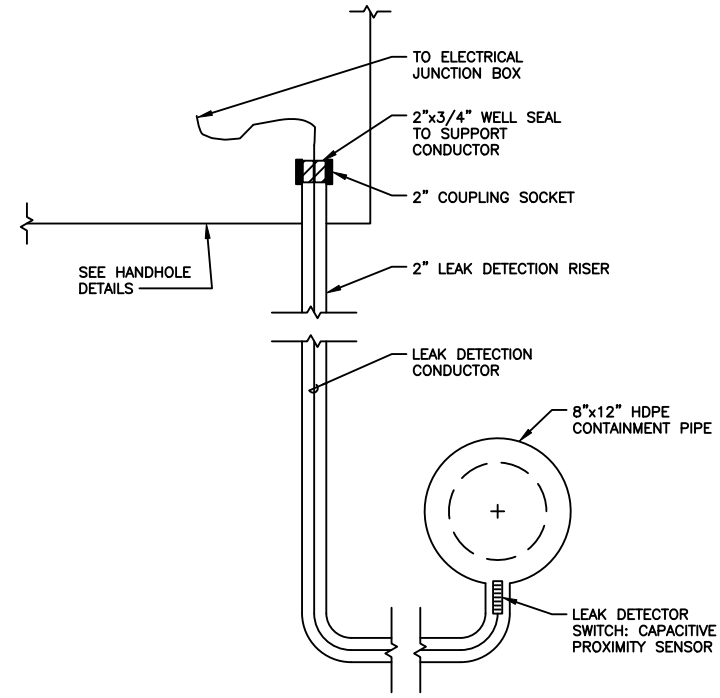 TO ELECTRICAL
JUNCTION BOX
2"x3/4" WELL SEAL
TO SUPPORT
CONDUCTOR
2" COUPLING SOCKET
SEE HANDHOLE
DETAILS
2" LEAK DETECTION RISER
LEAK DETECTION
CONDUCTOR
8"x12" HDPE
CONTAINMENT PIPE
LEAK DETECTOR
SWITCH: CAPACITIVE
PROXIMITY SENSOR